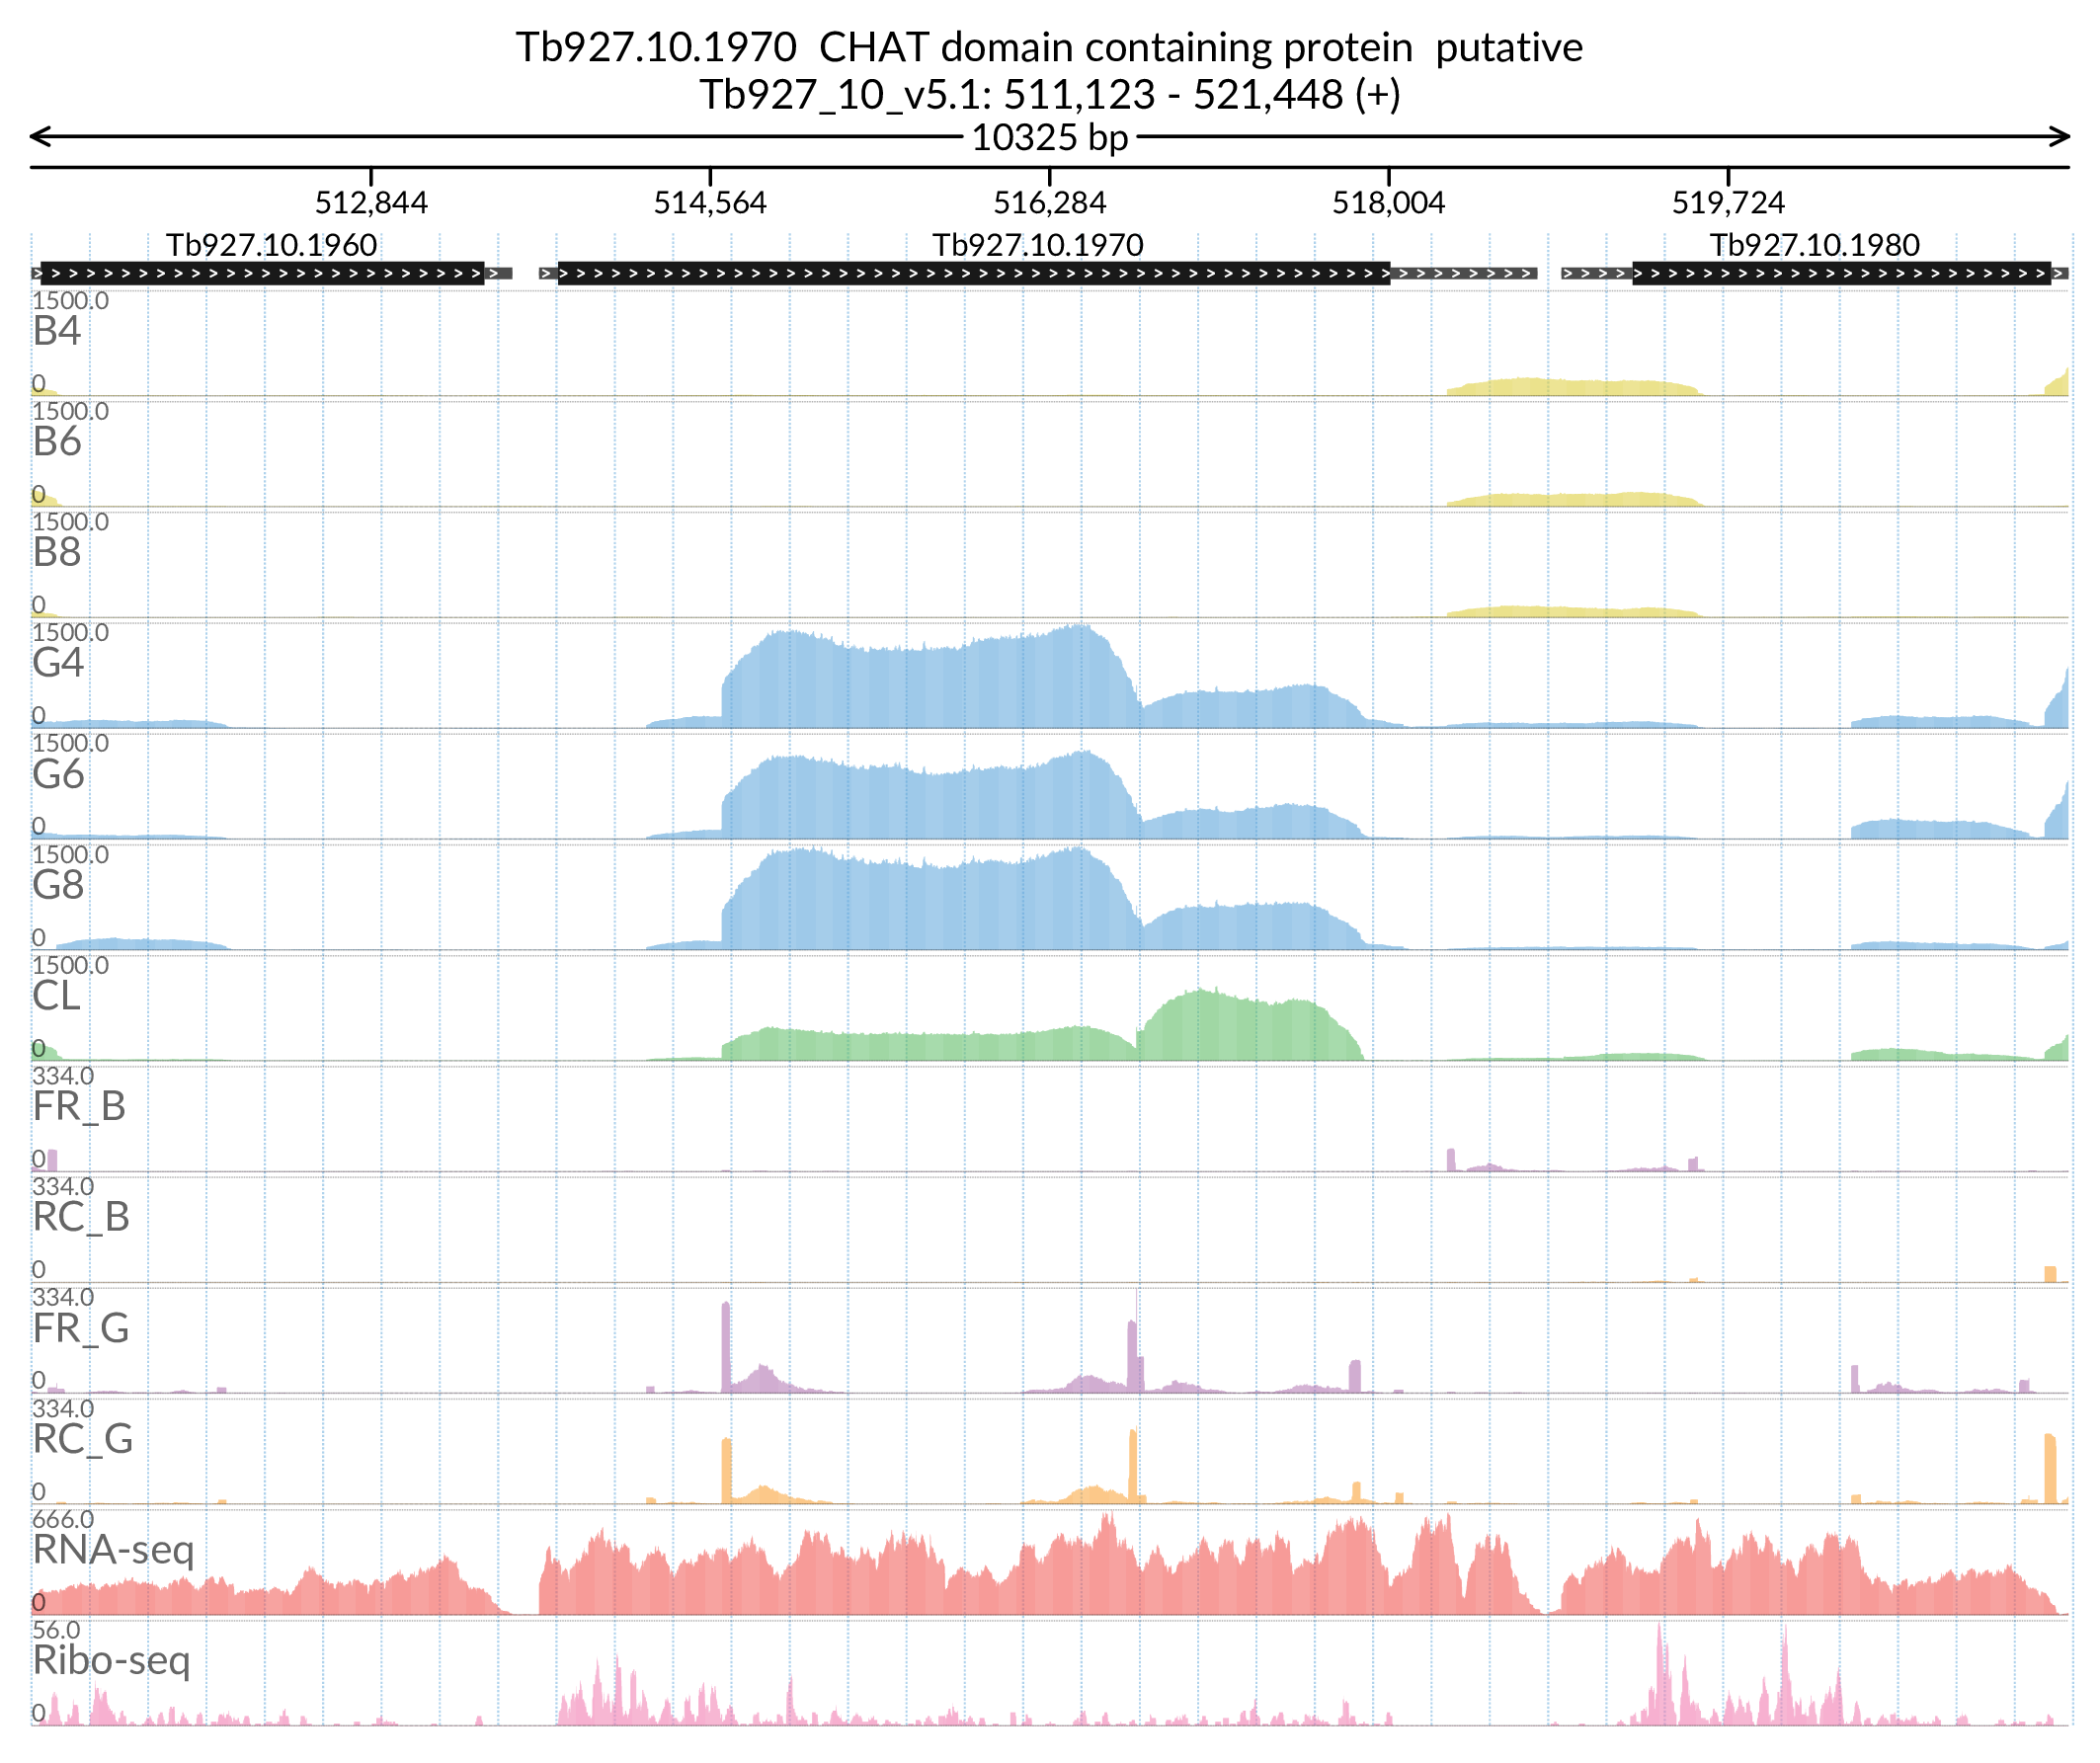 Tb927.10.1970  CHAT domain containing protein  putative
Tb927_10_v5.1: 511,123 - 521,448 (+)
10325 bp
512,844 514,564 516,284 518,004 519,724
Tb927.10.1960 Tb927.10.1970 Tb927.10.1980
1500.0
B4
0
1500.0
B6
0
1500.0
B8
0
1500.0
G4
0
1500.0
G6
0
1500.0
G8
0
1500.0
CL
0
334.0
FR_B
0
334.0
RC_B
0
334.0
FR_G
0
334.0
RC_G
0
666.0
RNA-seq
0
56.0
Ribo-seq
0